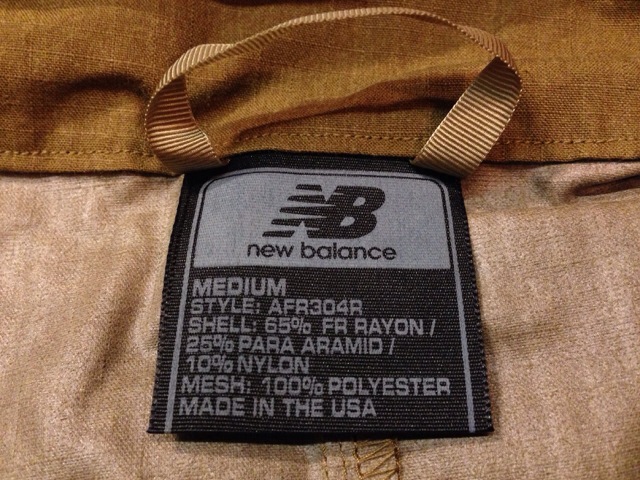 NB
new balance
MEDIUM
STYLE: AFR304R
SHELL: 65% FR RAYON /
25% PARA ARAMID /
10% NYLON
MESH: 100% POLYESTER
MADE IN THE USA